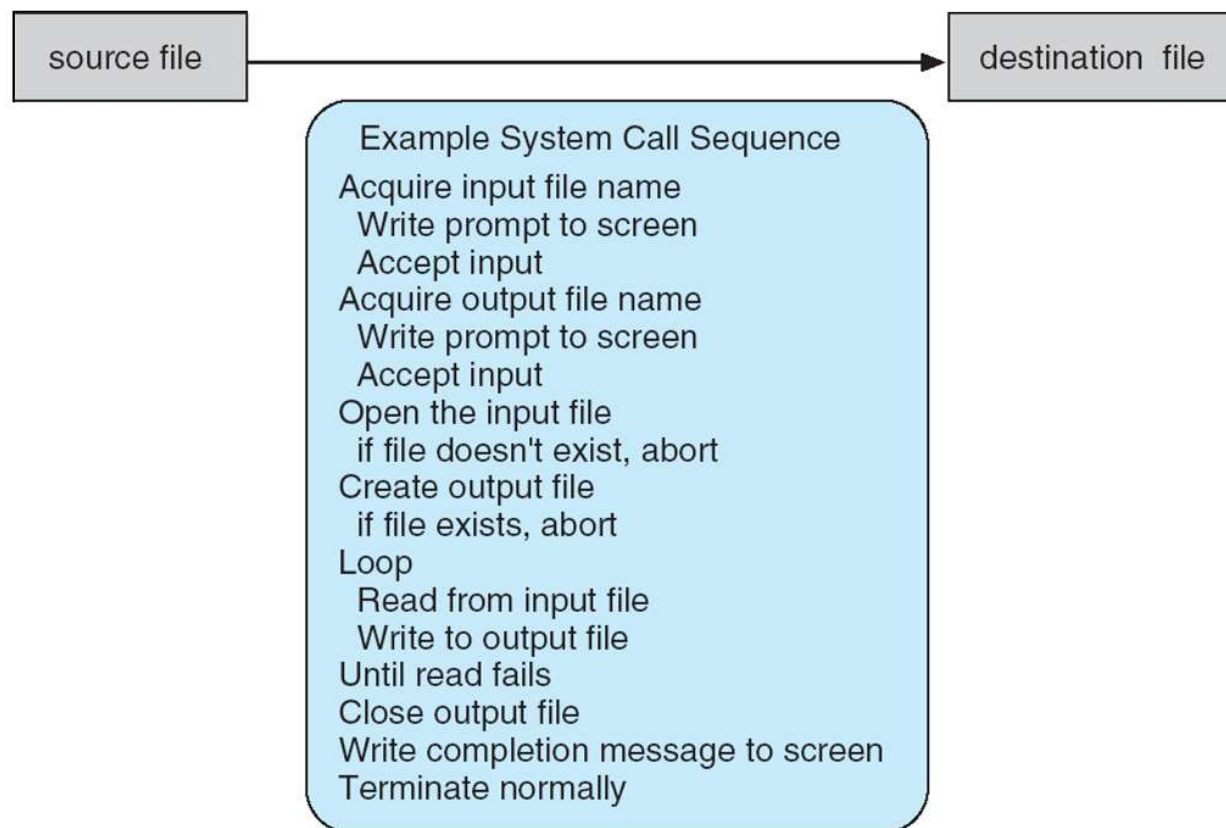 source file
destination file
Example System Call Sequence
Acquire input file name
Write prompt to screen
Accept input
Acquire output file name
Write prompt to screen
Accept input
Open the input file
if file doesn't exist, abort
Create output file
if file exists, abort
Loop
Read from input file
Write to output file
Until read fails
Close output file
Write completion message to screen
Terminate normally